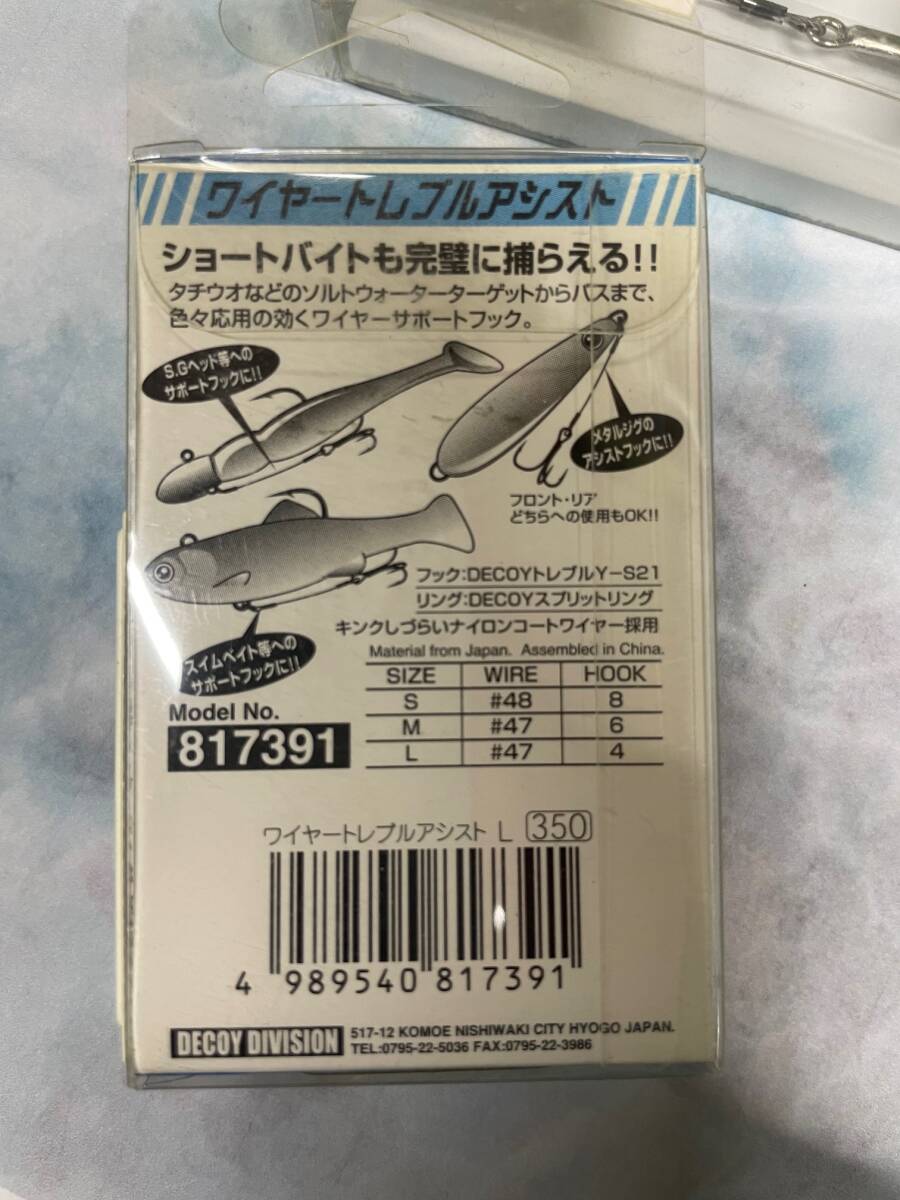 ワイヤートレブルアシスト
ショートバイトも完璧に捕らえる!!
タチウオなどのソルトウォーターターゲットからバスまで、
色々応用の効くワイヤーサポートフック。
S.Gヘッド等への
サポートフックに!!
メタルジグの
アシストフックに!!
フロント・リア
どちらへの使用もOK!!
スイムベイト等への
サポートフックに!!
フック:DECOYトレブルY-S21
リング:DECOYスプリットリング
キンクしづらいナイロンコートワイヤー採用
Material from Japan. Assembled in China.
SIZE WIRE HOOK
S #48 8
M #47 6
L #47 4
Model No.
817391
ワイヤートレブルアシスト L 350
4 989540 817391
DECOY DIVISION
517-12 KOMOE NISHIWAKI CITY HYOGO JAPAN.
TEL:0795-22-5036 FAX:0795-22-3986